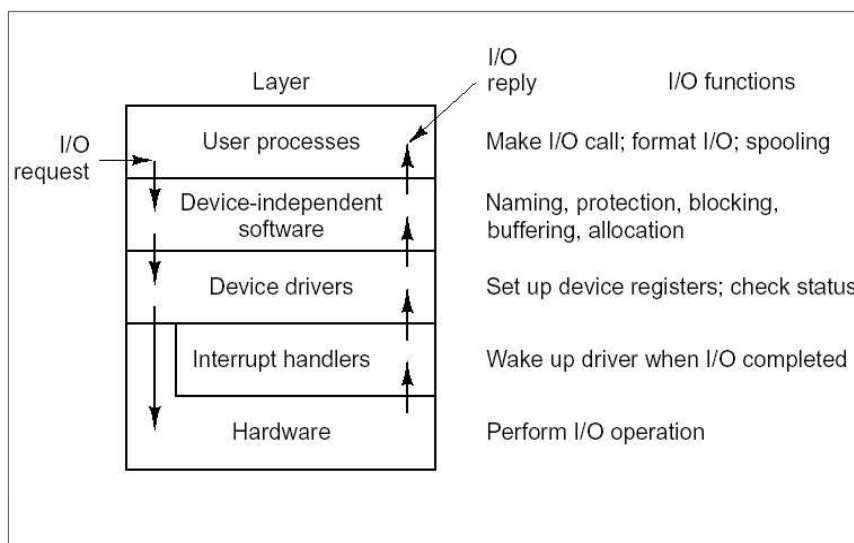 Layer
I/O
reply
I/O functions
I/O
request
User processes
Make I/O call; format I/O; spooling
Device-independent
software
Naming, protection, blocking,
buffering, allocation
Device drivers
Set up device registers; check status
Interrupt handlers
Wake up driver when I/O completed
Hardware
Perform I/O operation